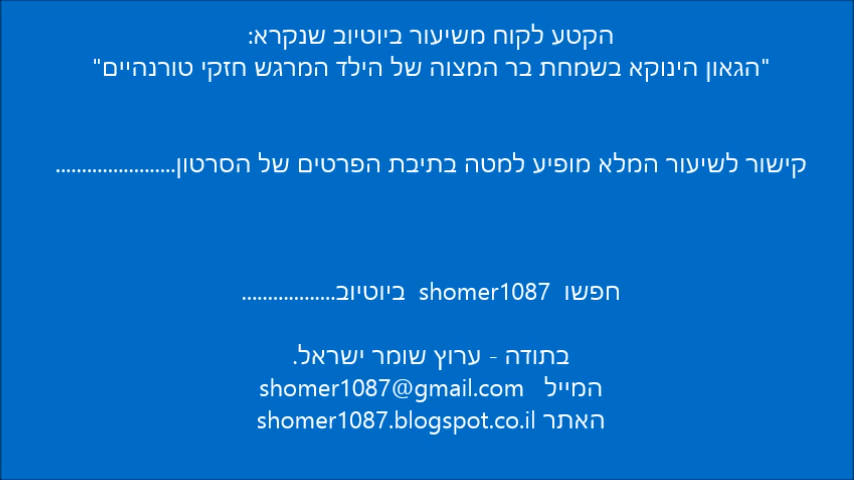 הקטע לקוח משיעור ביוטיוב שנקרא:
"הגאון הינוקא בשמחת בר המצוה של הילד המרגש חזקי טורנהיים"
קישור לשיעור המלא מופיע למטה בתיבת הפרטים של הסרטון.......................
חפשו shomer1087 ביוטיוב..................
בתודה - ערוץ שומר ישראל.
המייל shomer1087@gmail.com
האתר shomer1087.blogspot.co.il